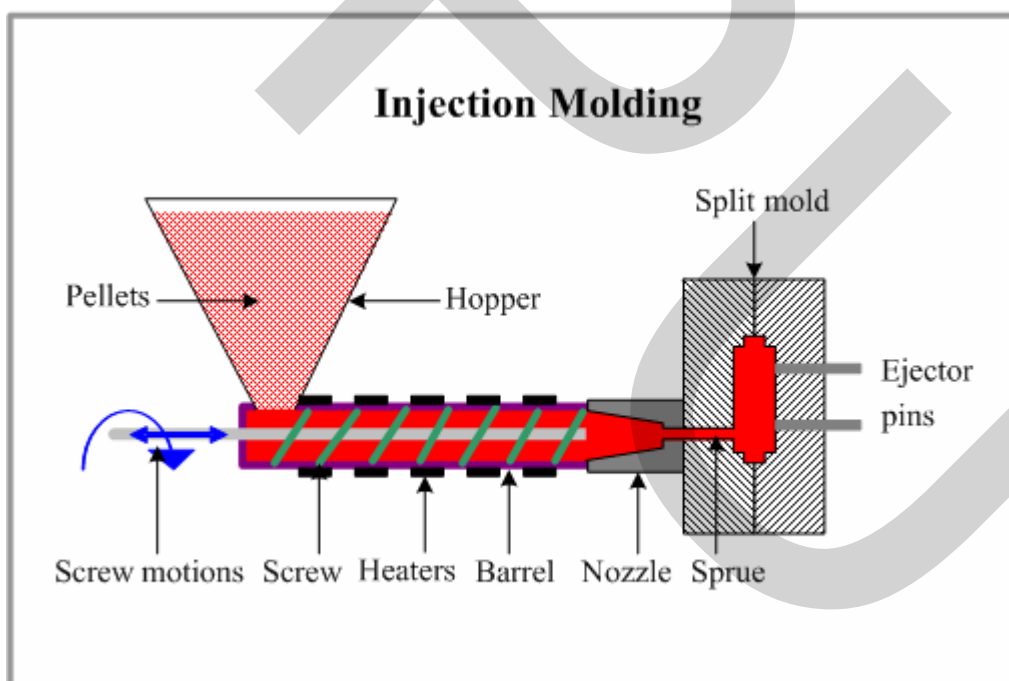 Injection Molding
Split mold
Pellets
Hopper
Ejector
pins
Screw motions
Screw
Heaters
Barrel
Nozzle
Sprue